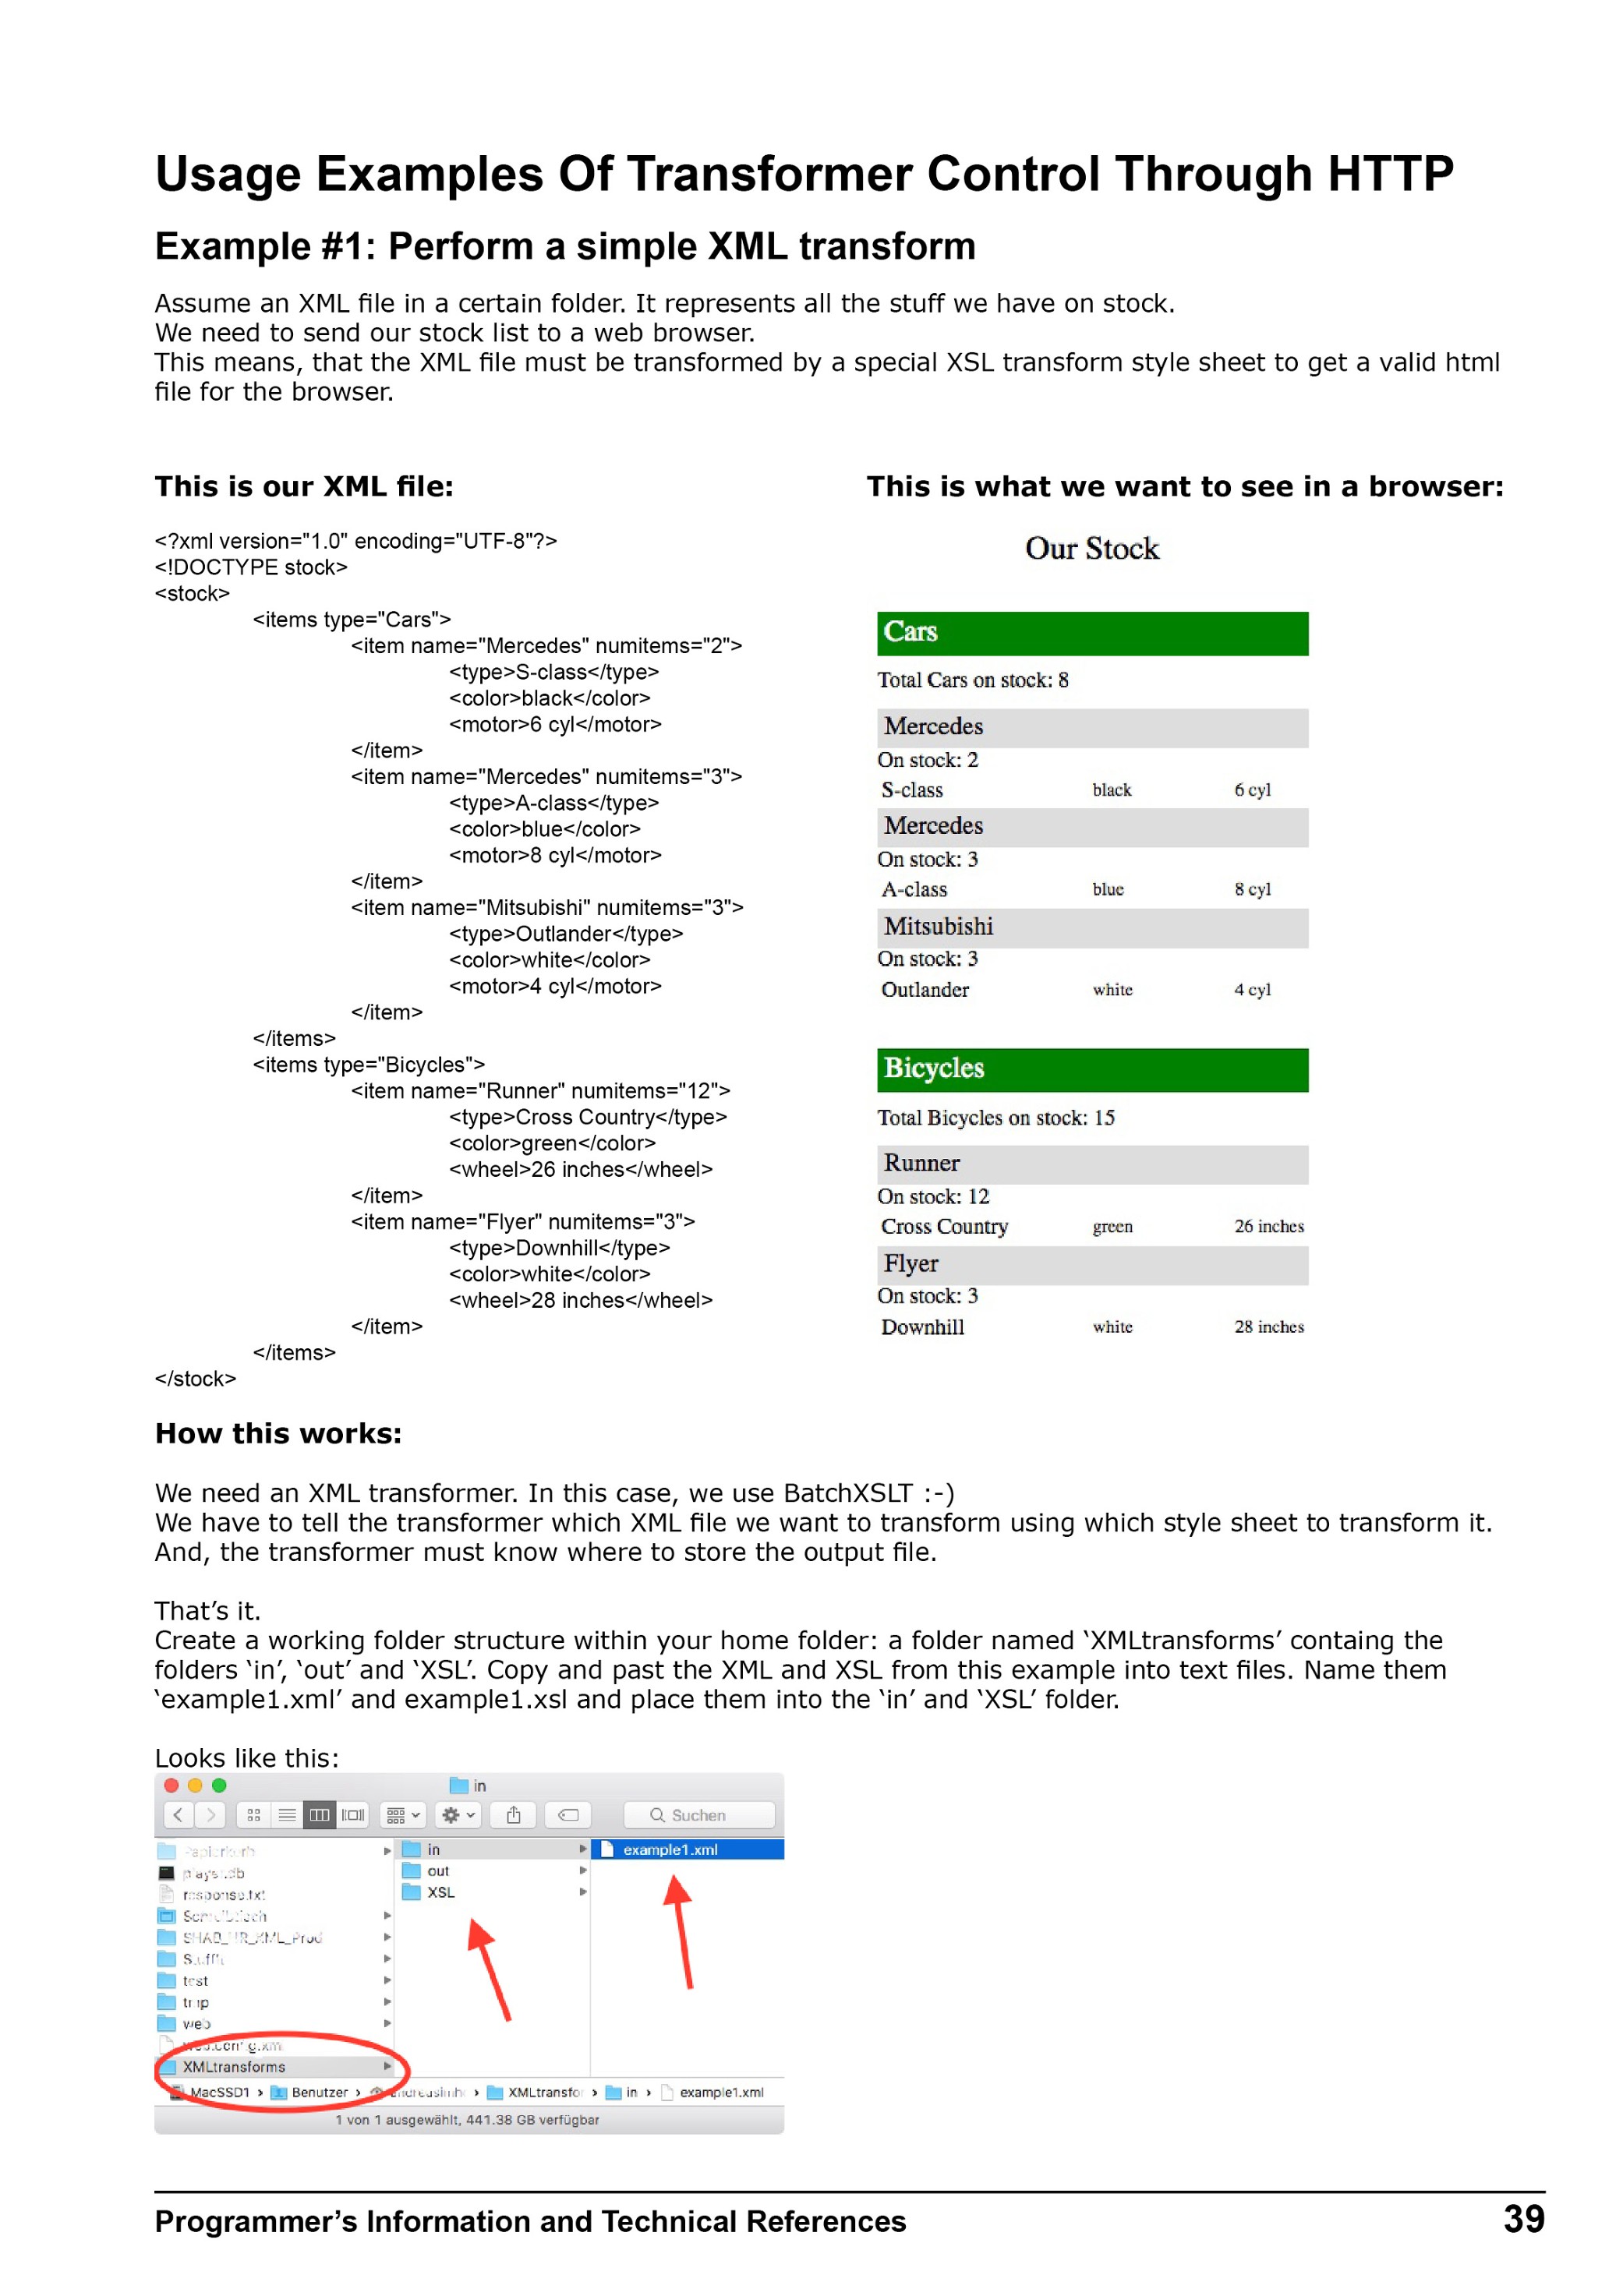 Usage Examples Of Transformer Control Through HTTP
Example #1: Perform a simple XML transform
Assume an XML file in a certain folder. It represents all the stuff we have on stock.
We need to send our stock list to a web browser.
This means, that the XML file must be transformed by a special XSL transform style sheet to get a valid html
file for the browser.
This is our XML file:
<?xml version="1.0" encoding="UTF-8"?>
<!DOCTYPE stock>
<stock>
<items type="Cars">
<item name="Mercedes" numitems="2">
<type>S-class</type>
<color>black</color>
<motor>6 cyl</motor>
</item>
<item name="Mercedes" numitems="3">
<type>A-class</type>
<color>blue</color>
<motor>8 cyl</motor>
</item>
<item name="Mitsubishi" numitems="3">
<type>Outlander</type>
<color>white</color>
<motor>4 cyl</motor>
</item>
</items>
<items type="Bicycles">
<item name="Runner" numitems="12">
<type>Cross Country</type>
<color>green</color>
<wheel>26 inches</wheel>
</item>
<item name="Flyer" numitems="3">
<type>Downhill</type>
<color>white</color>
<wheel>28 inches</wheel>
</item>
</items>
</stock>
This is what we want to see in a browser:
Our Stock
Cars
Total Cars on stock: 8
Mercedes
On stock: 2
S-class black 6 cyl
Mercedes
On stock: 3
A-class blue 8 cyl
Mitsubishi
On stock: 3
Outlander white 4 cyl
Bicycles
Total Bicycles on stock: 15
Runner
On stock: 12
Cross Country green 26 inches
Flyer
On stock: 3
Downhill white 28 inches
How this works:
We need an XML transformer. In this case, we use BatchXSLT :-)
We have to tell the transformer which XML file we want to transform using which style sheet to transform it.
And, the transformer must know where to store the output file.
That’s it.
Create a working folder structure within your home folder: a folder named ‘XMLtransforms’ containg the
folders ‘in’, ‘out’ and ‘XSL’. Copy and past the XML and XSL from this example into text files. Name them
‘example1.xml’ and example1.xsl and place them into the ‘in’ and ‘XSL’ folder.
Looks like this:
in
Suchen
response.txt
test
tmp
web
XMLtransforms
in
out
XSL
example1.xml
MacSSD1 › Benutzer › › XMLtransfo › in › example1.xml
1 von 1 ausgewählt, 441.38 GB verfügbar
Programmer’s Information and Technical References
39